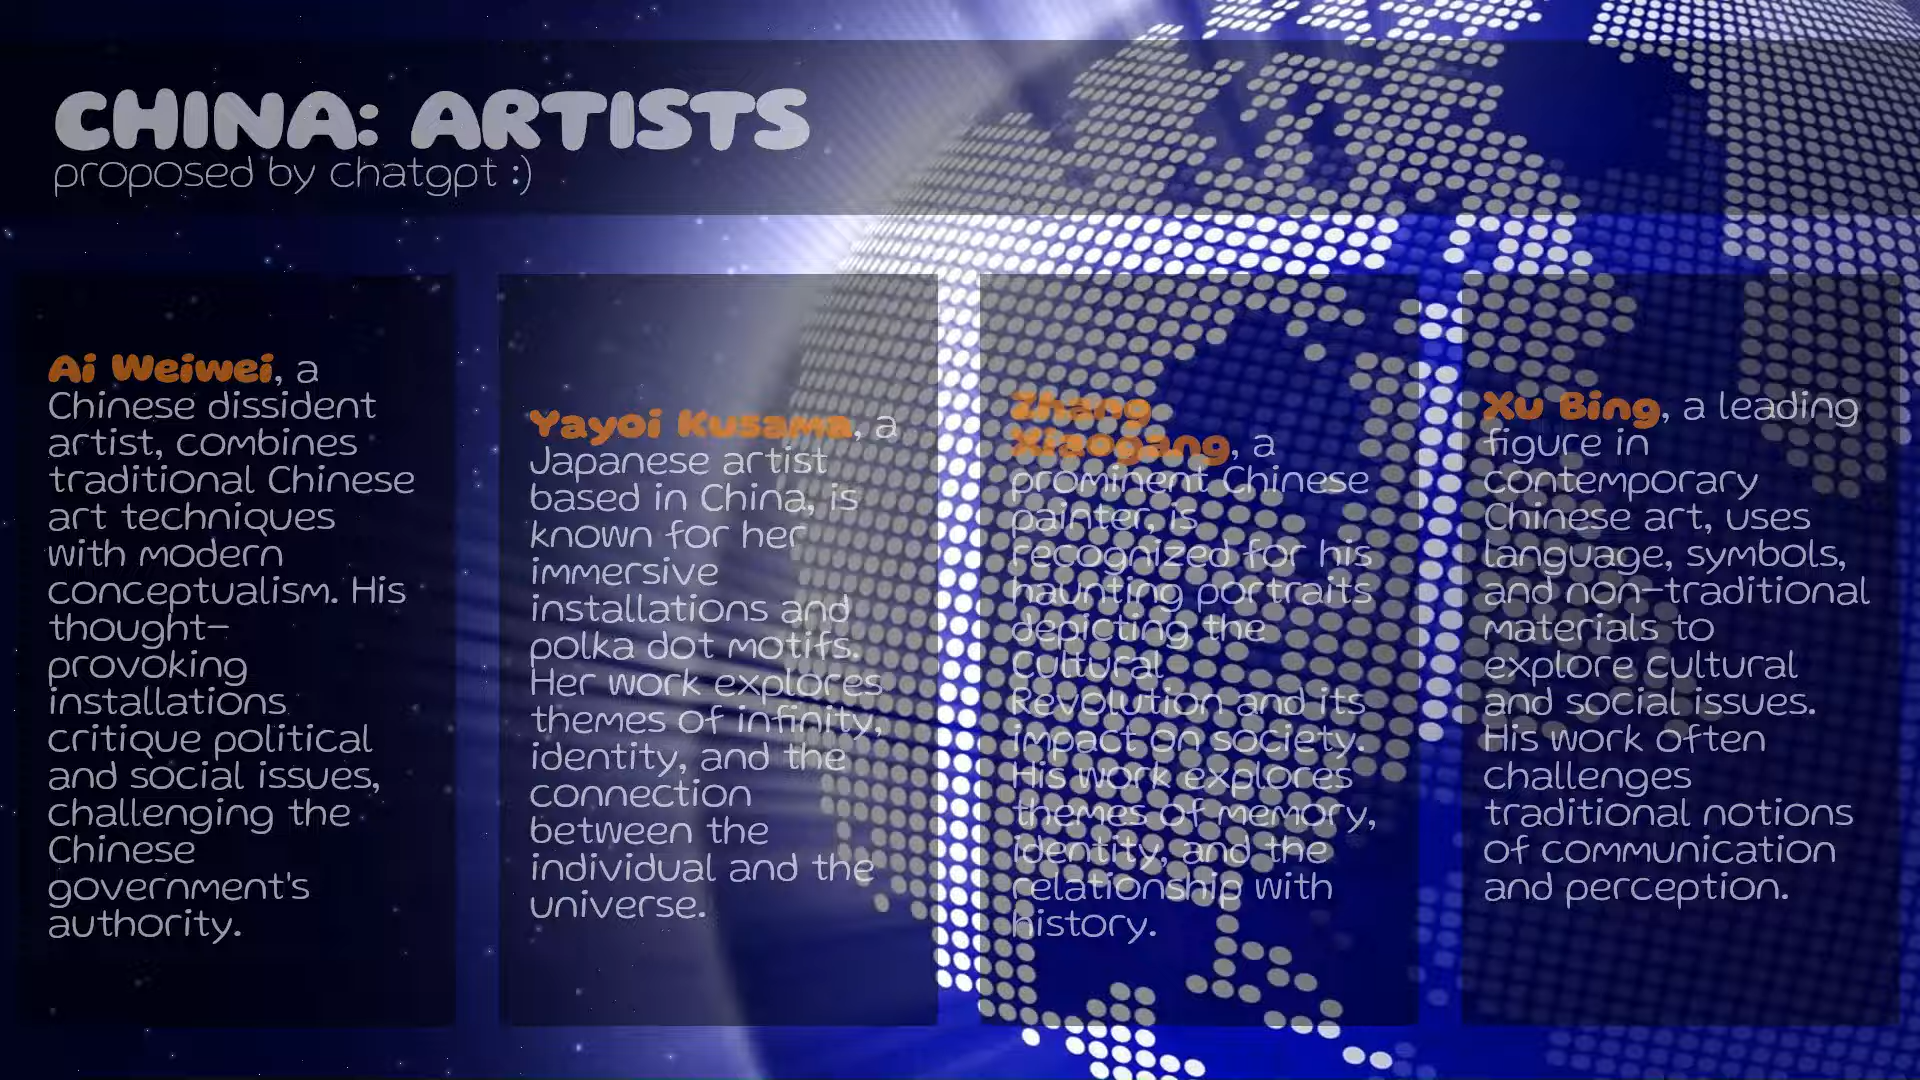 CHINA: ARTISTS
proposed by chatgpt :)
Ai Weiwei, a
Chinese dissident
artist, combines
traditional Chinese
art techniques
with modern
conceptualism. His
thought-
provoking
installations
critique political
and social issues,
challenging the
Chinese
government's
authority.
Yayoi Kusama, a
Japanese artist
based in China, is
known for her
immersive
installations and
polka dot motifs.
Her work explores
themes of infinity,
identity, and the
connection
between the
individual and the
universe.
Zhang
Xiaogang, a
prominent Chinese
painter, is
recognized for his
haunting portraits
depicting the
Cultural
Revolution and its
impact on society.
His work explores
themes of memory,
identity, and the
relationship with
history.
Xu Bing, a leading
figure in
contemporary
Chinese art, uses
language, symbols,
and non-traditional
materials to
explore cultural
and social issues.
His work often
challenges
traditional notions
of communication
and perception.